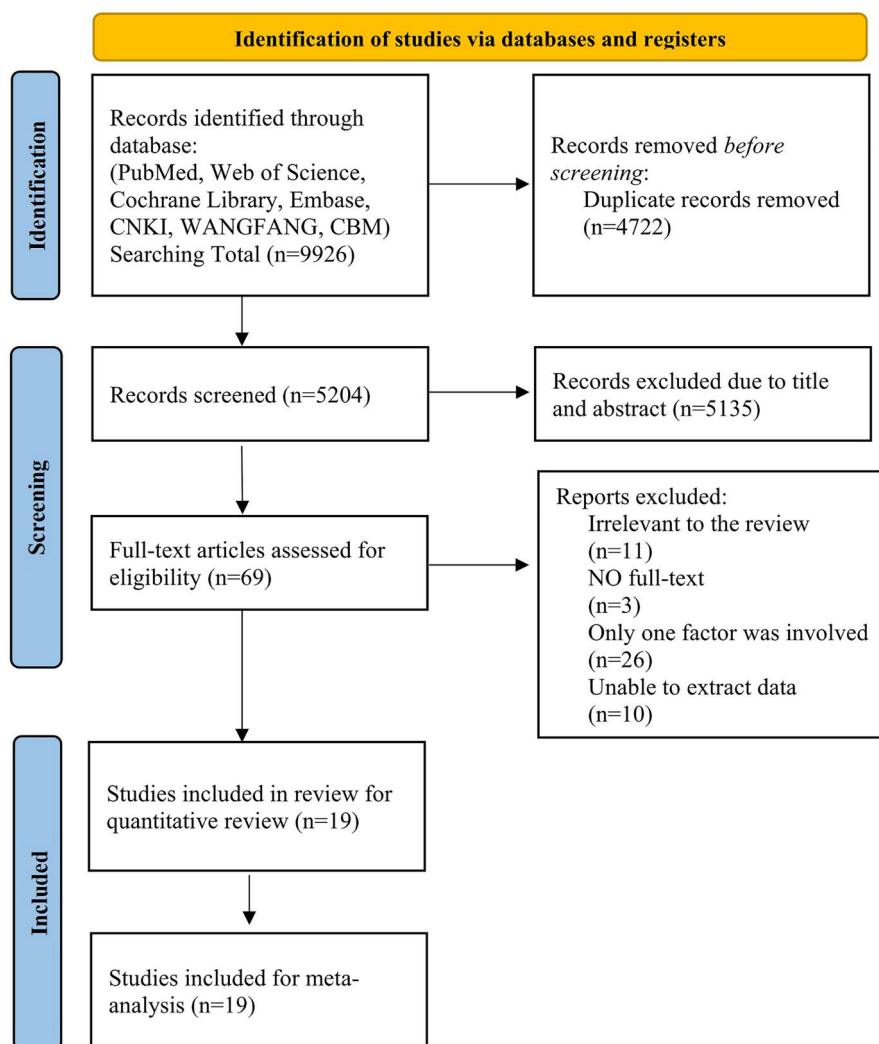 Identification of studies via databases and registers
Identification
Records identified through
database:
(PubMed, Web of Science,
Cochrane Library, Embase,
CNKI, WANGFANG, CBM)
Searching Total (n=9926)
Records removed before
screening:
Duplicate records removed
(n=4722)
Screening
Records screened (n=5204)
Records excluded due to title
and abstract (n=5135)
Full-text articles assessed for
eligibility (n=69)
Reports excluded:
Irrelevant to the review
(n=11)
NO full-text
(n=3)
Only one factor was involved
(n=26)
Unable to extract data
(n=10)
Included
Studies included in review for
quantitative review (n=19)
Studies included for meta-
analysis (n=19)